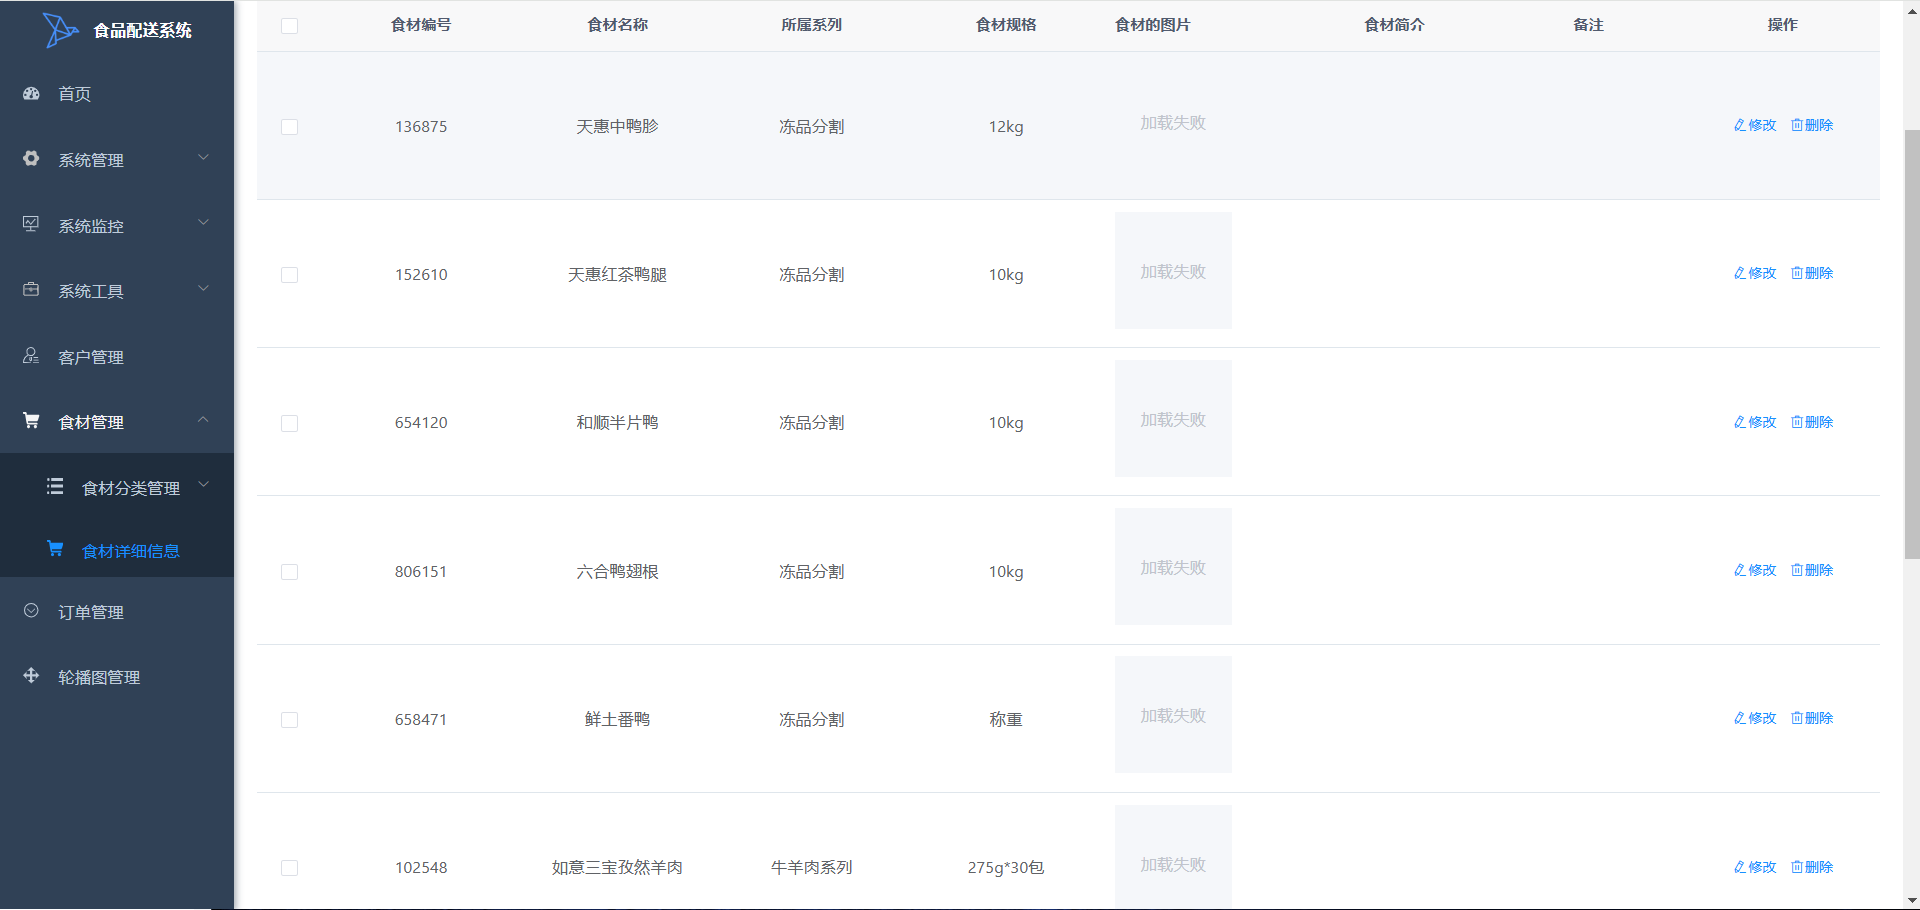 食品配送系统
首页
系统管理
系统监控
系统工具
客户管理
食材管理
食材分类管理
食材详细信息
订单管理
轮播图管理
食材编号 食材名称 所属系列 食材规格 食材的图片 食材简介 备注 操作
136875 天惠中鸭胗 冻品分割 12kg 加载失败 修改 删除
152610 天惠红茶鸭腿 冻品分割 10kg 加载失败 修改 删除
654120 和顺半片鸭 冻品分割 10kg 加载失败 修改 删除
806151 六合鸭翅根 冻品分割 10kg 加载失败 修改 删除
658471 鲜土番鸭 冻品分割 称重 加载失败 修改 删除
102548 如意三宝孜然羊肉 牛羊肉系列 275g*30包 加载失败 修改 删除